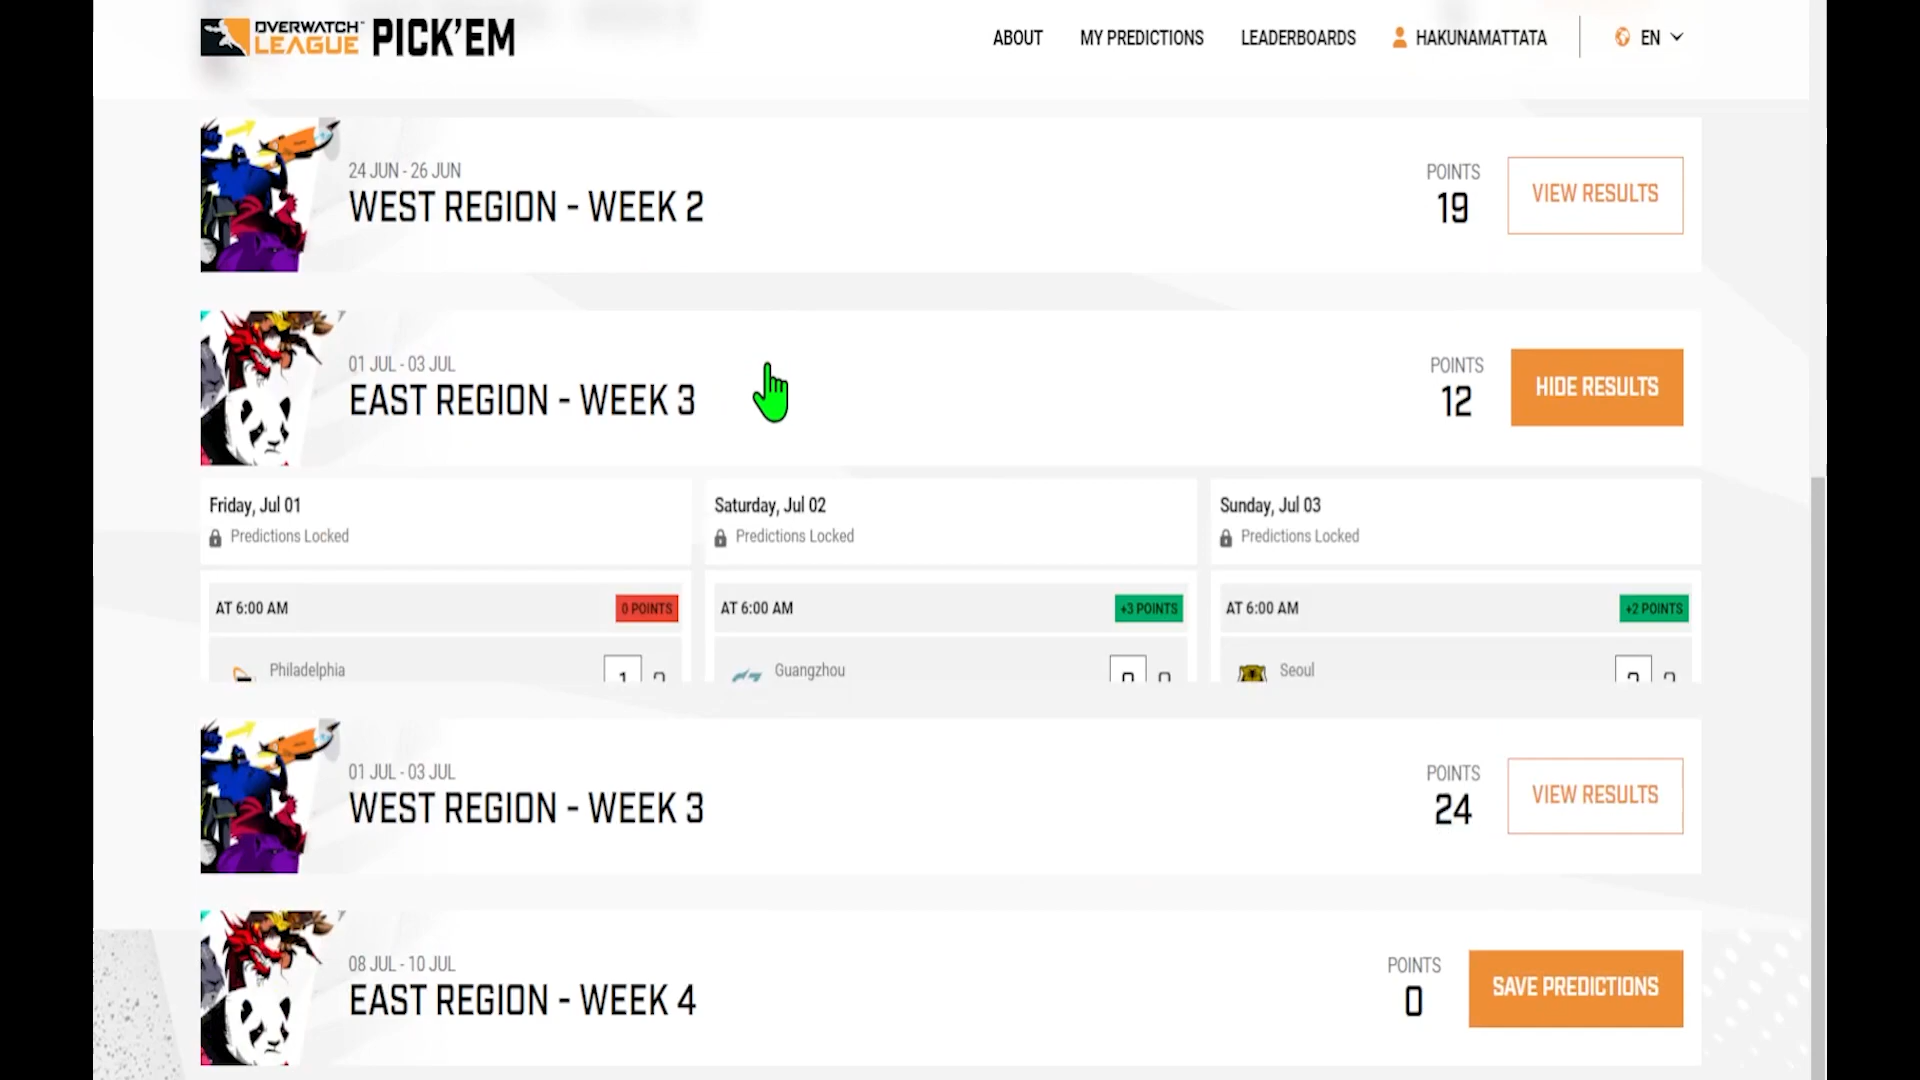 OVERWATCH LEAGUE PICK'EM
ABOUT MY PREDICTIONS LEADERBOARDS HAKUNAMATTATA EN
24 JUN - 26 JUN
WEST REGION - WEEK 2
POINTS
19
VIEW RESULTS
01 JUL - 03 JUL
EAST REGION - WEEK 3
POINTS
12
HIDE RESULTS
Friday, Jul 01
Predictions Locked
AT 6:00 AM
0 POINTS
Philadelphia
Saturday, Jul 02
Predictions Locked
AT 6:00 AM
+3 POINTS
Guangzhou
Sunday, Jul 03
Predictions Locked
AT 6:00 AM
+2 POINTS
Seoul
01 JUL - 03 JUL
WEST REGION - WEEK 3
POINTS
24
VIEW RESULTS
08 JUL - 10 JUL
EAST REGION - WEEK 4
POINTS
0
SAVE PREDICTIONS